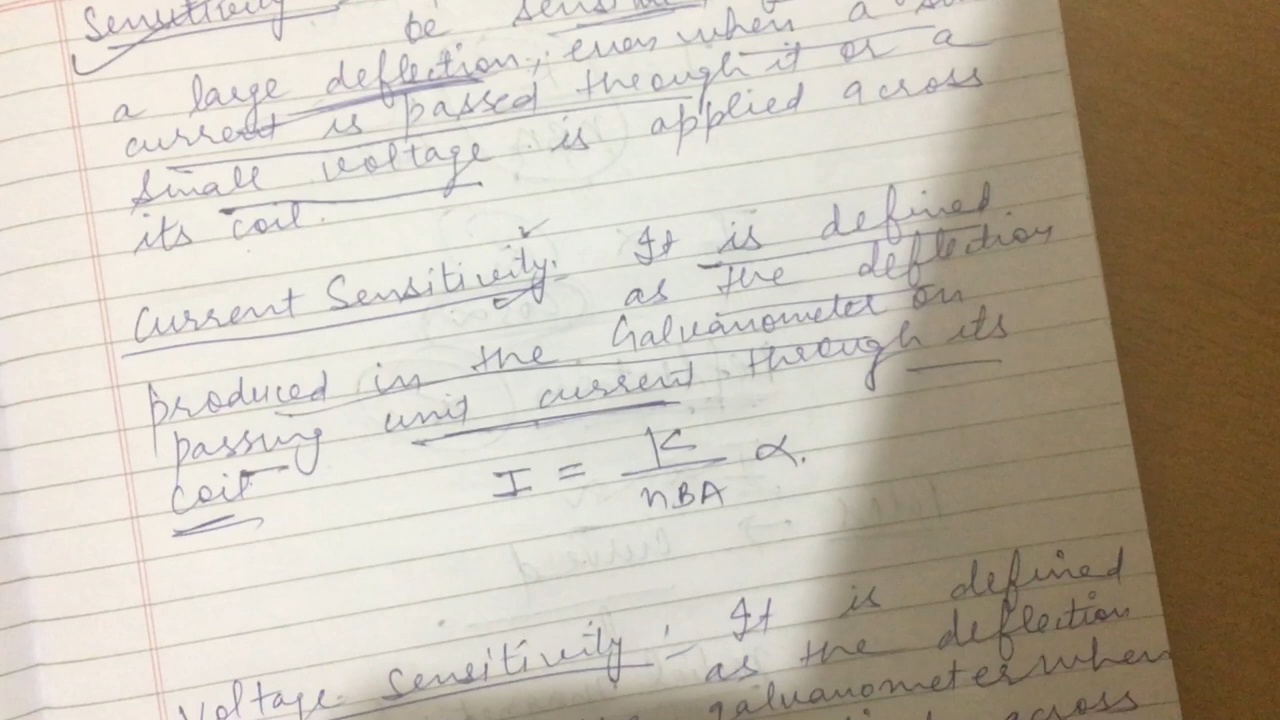 Sensitivity be
a large deflection, even when a
current is passed through it or a
small voltage is applied across
its coil.
Current Sensitivity. It is defined
as the deflection
produced in the Galvanometer on
passing unit current through its
coil
I = K/nBA α.
Voltage Sensitivity :- It is defined
as the deflection
galvanometer when
across